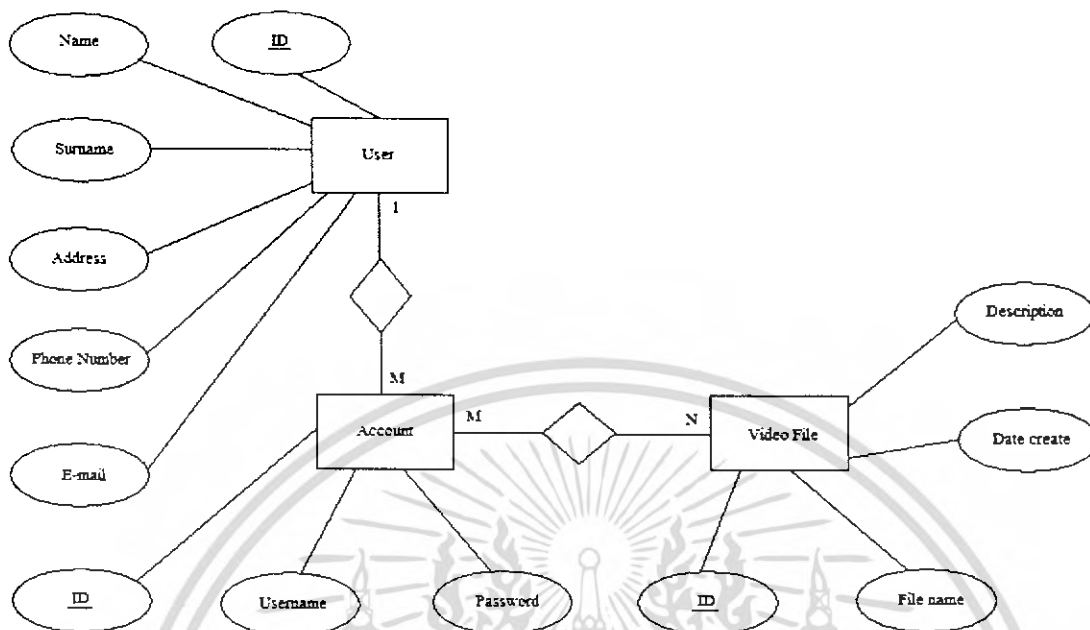 Name
ID
Surname
User
1
Address
Description
Phone Number
M
M
N
Account
Video File
Date create
E-mail
ID
Username
Password
ID
File name